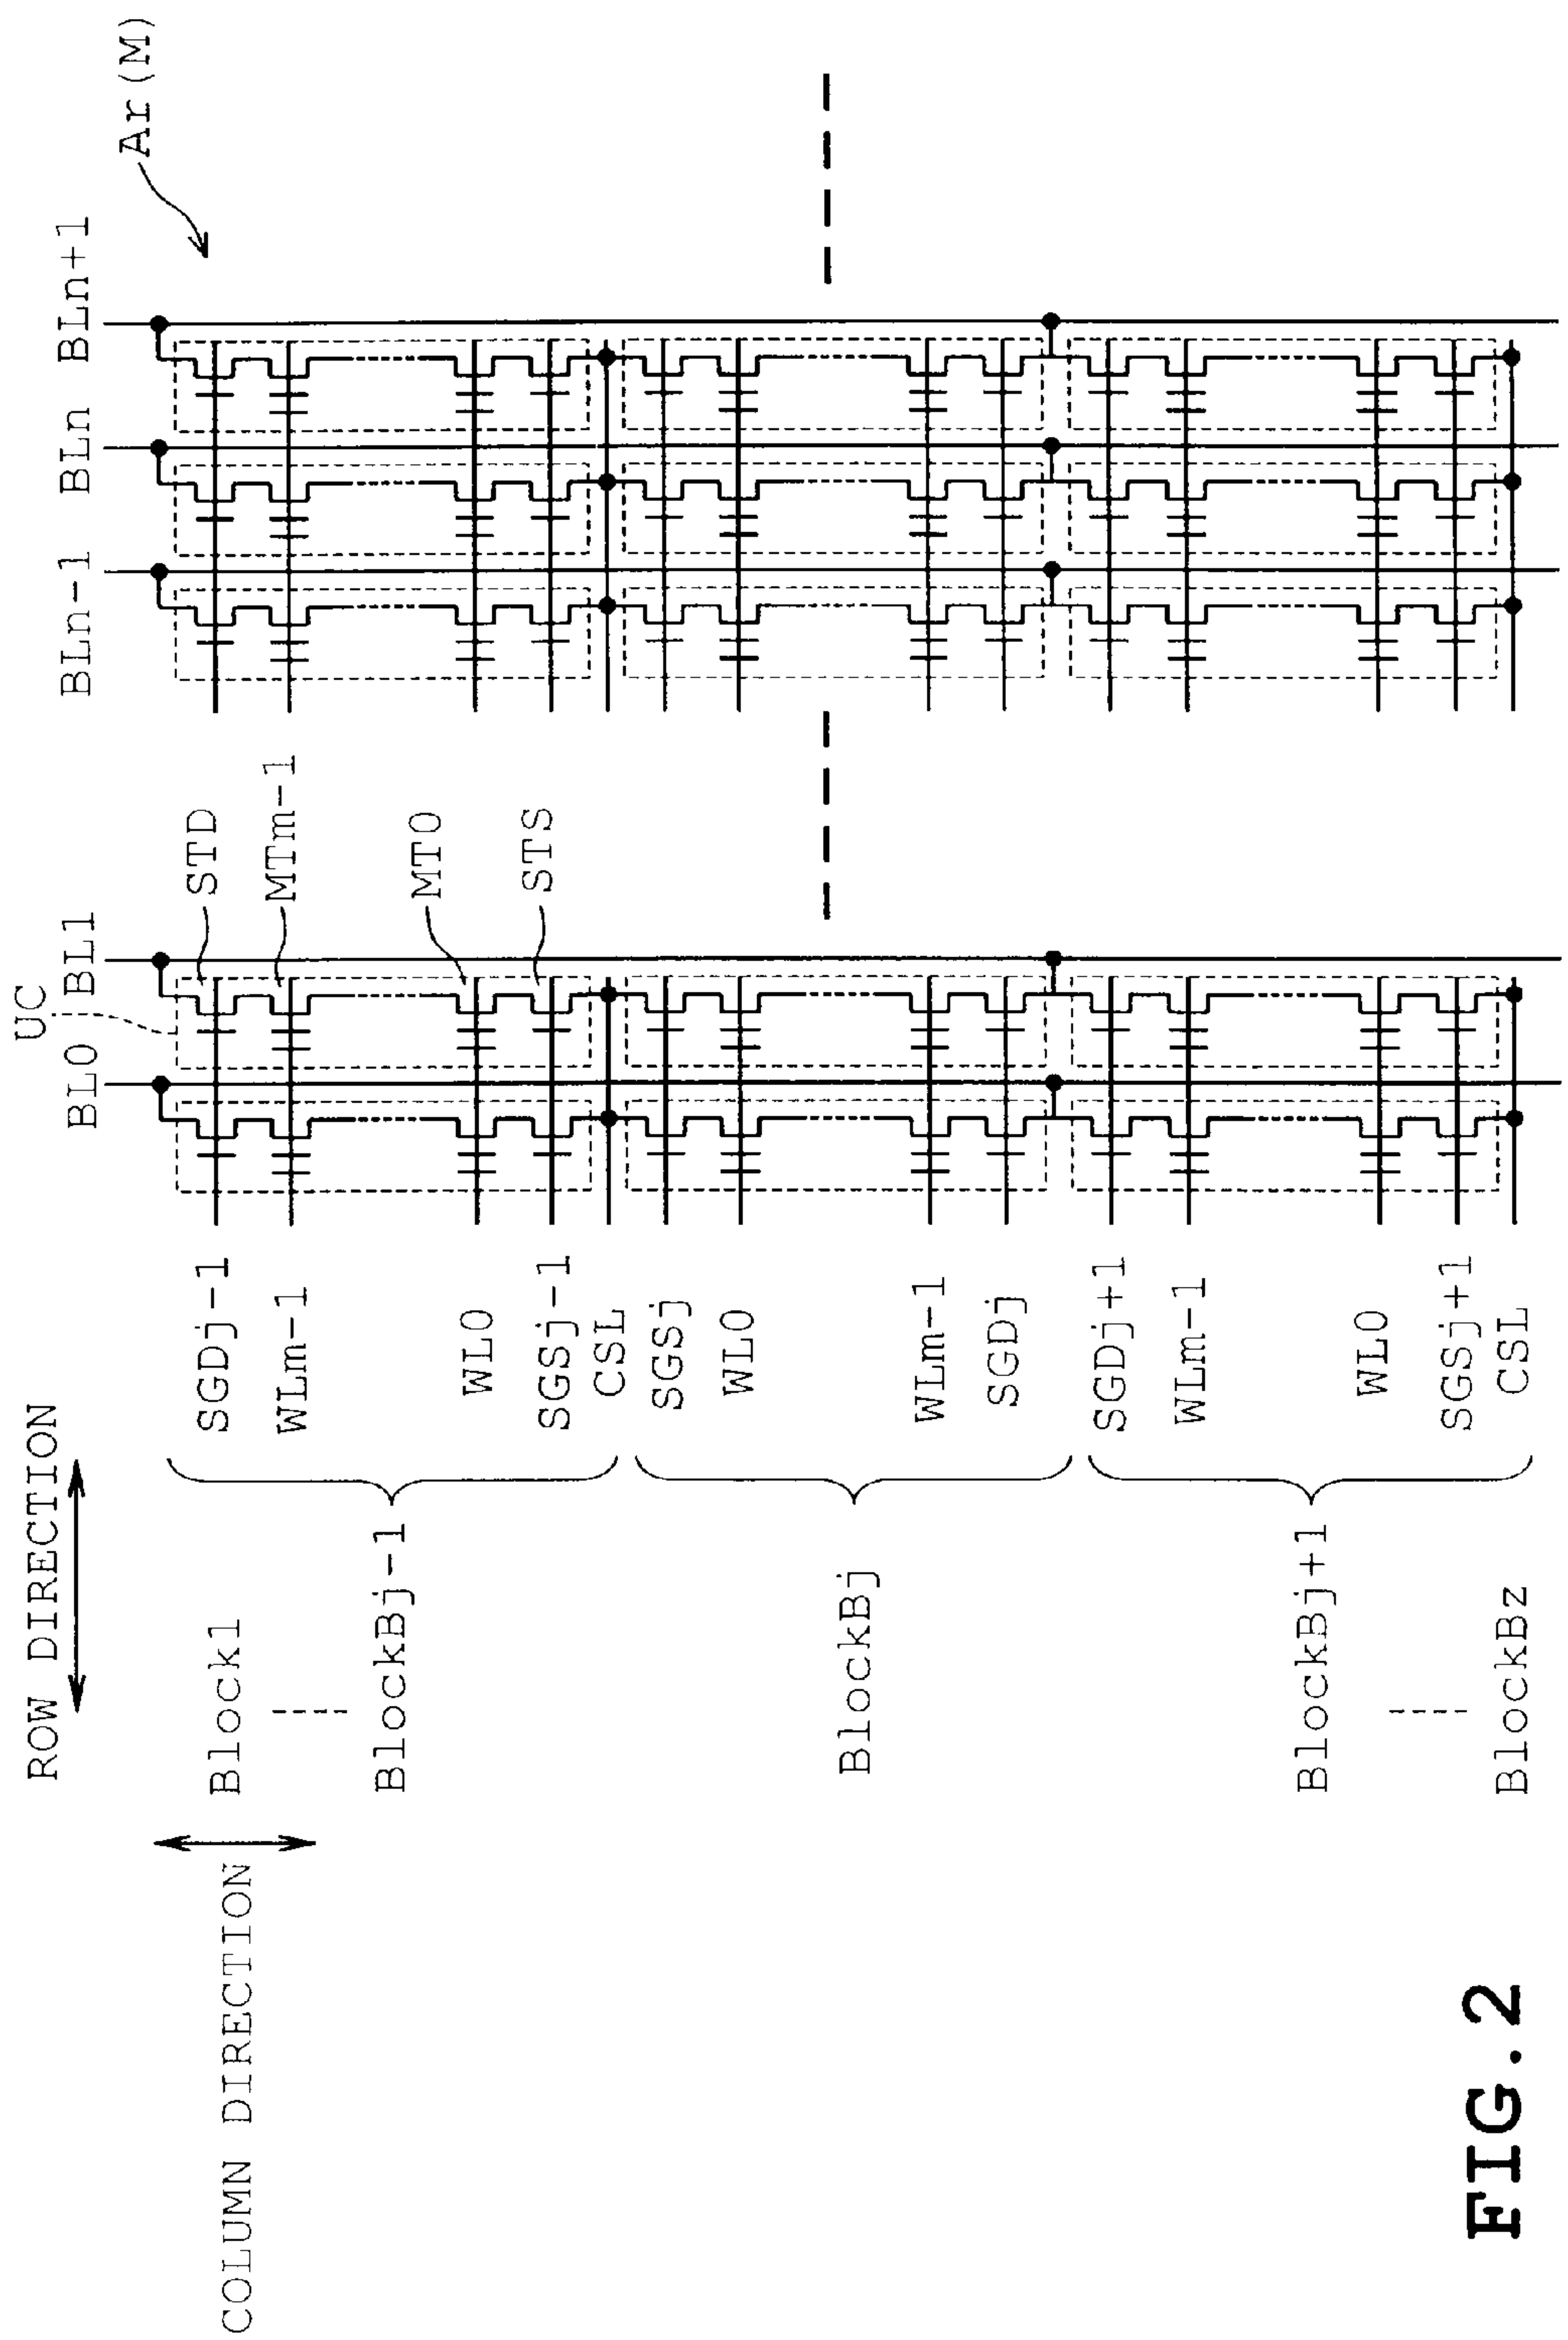 ROW DIRECTION
COLUMN DIRECTION
Ar(M)
UC
BL0
BL1
BLn-1
BLn
BLn+1
STD
MTm-1
MT0
STS
Block1
BlockBj-1
SGDj-1
WLm-1
WL0
SGSj-1
CSL
BlockBj
SGSj
WL0
WLm-1
SGDj
BlockBj+1
SGDj+1
WLm-1
WL0
SGSj+1
CSL
BlockBz
FIG.2